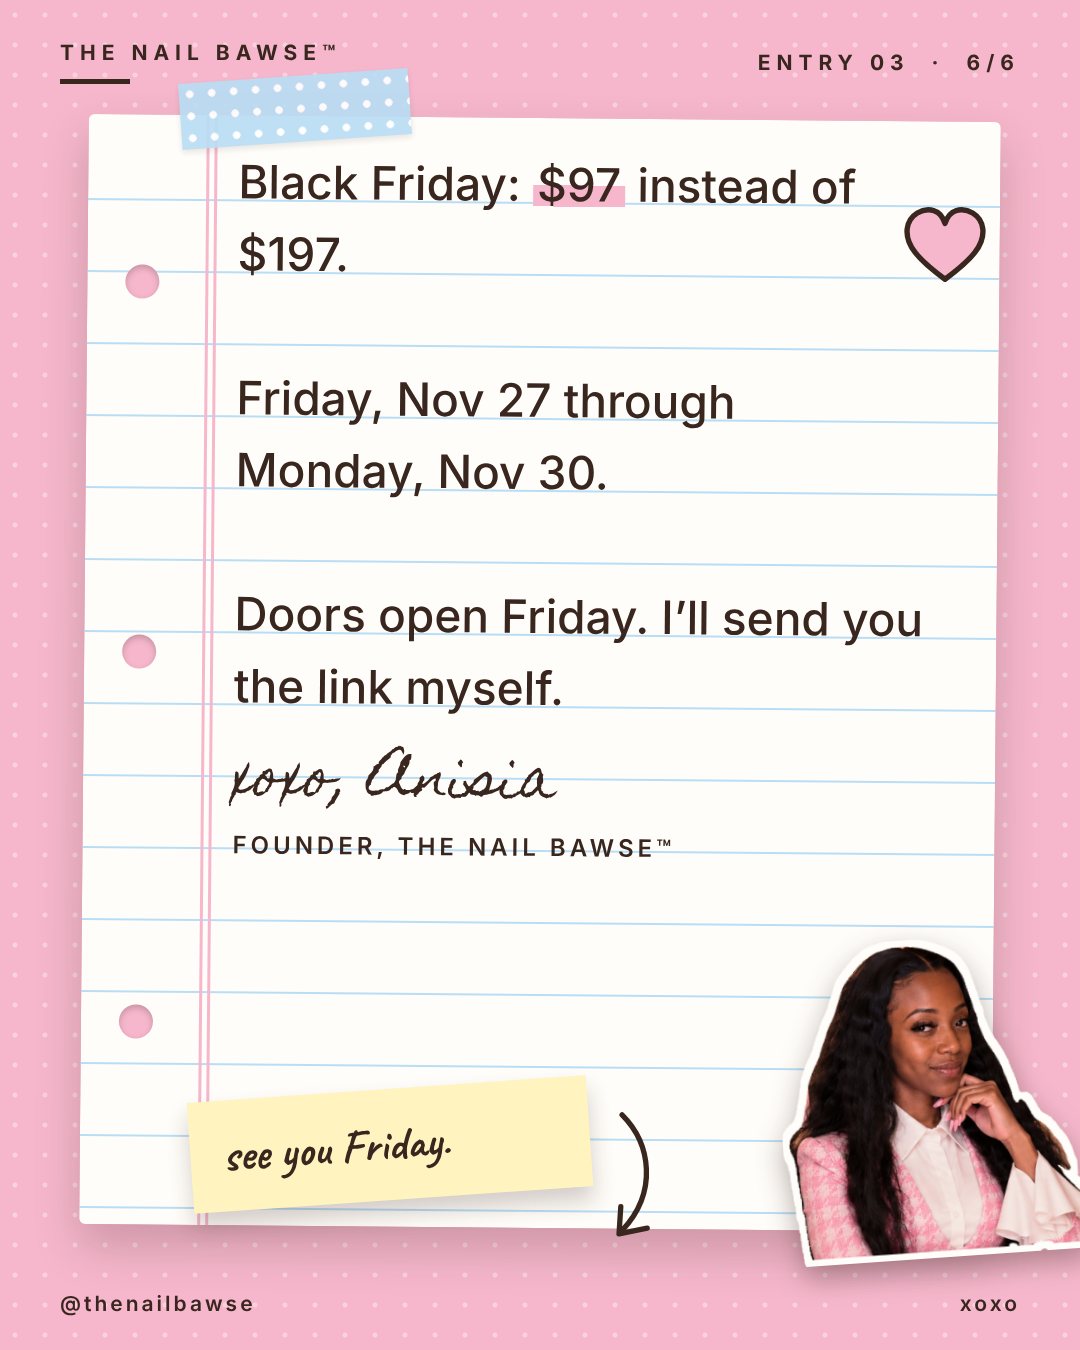 THE NAIL BAWSE™
ENTRY 03 · 6/6
Black Friday: $97 instead of
$197.
Friday, Nov 27 through
Monday, Nov 30.
Doors open Friday. I’ll send you
the link myself.
xoxo, Anisia
FOUNDER, THE NAIL BAWSE™
see you Friday.
@thenailbawse
xoxo